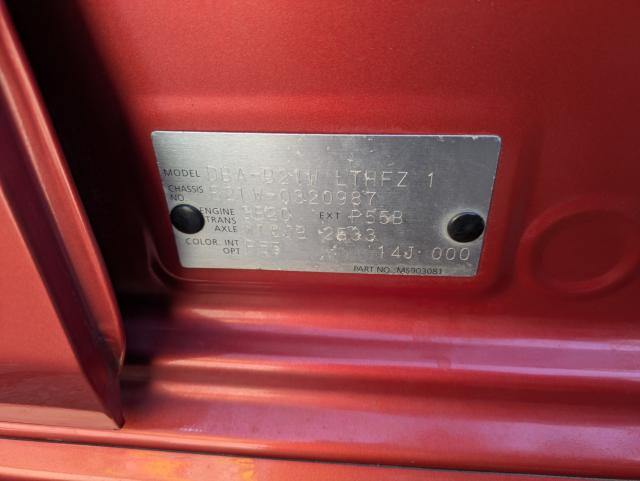 MODEL DBA-B21W LTHFZ 1
CHASSIS NO. B21W-0320987
ENGINE 3B20 EXT P55B
TRANS AXLE 2533
COLOR, INT OPT 14J 000
PART NO. MS903081